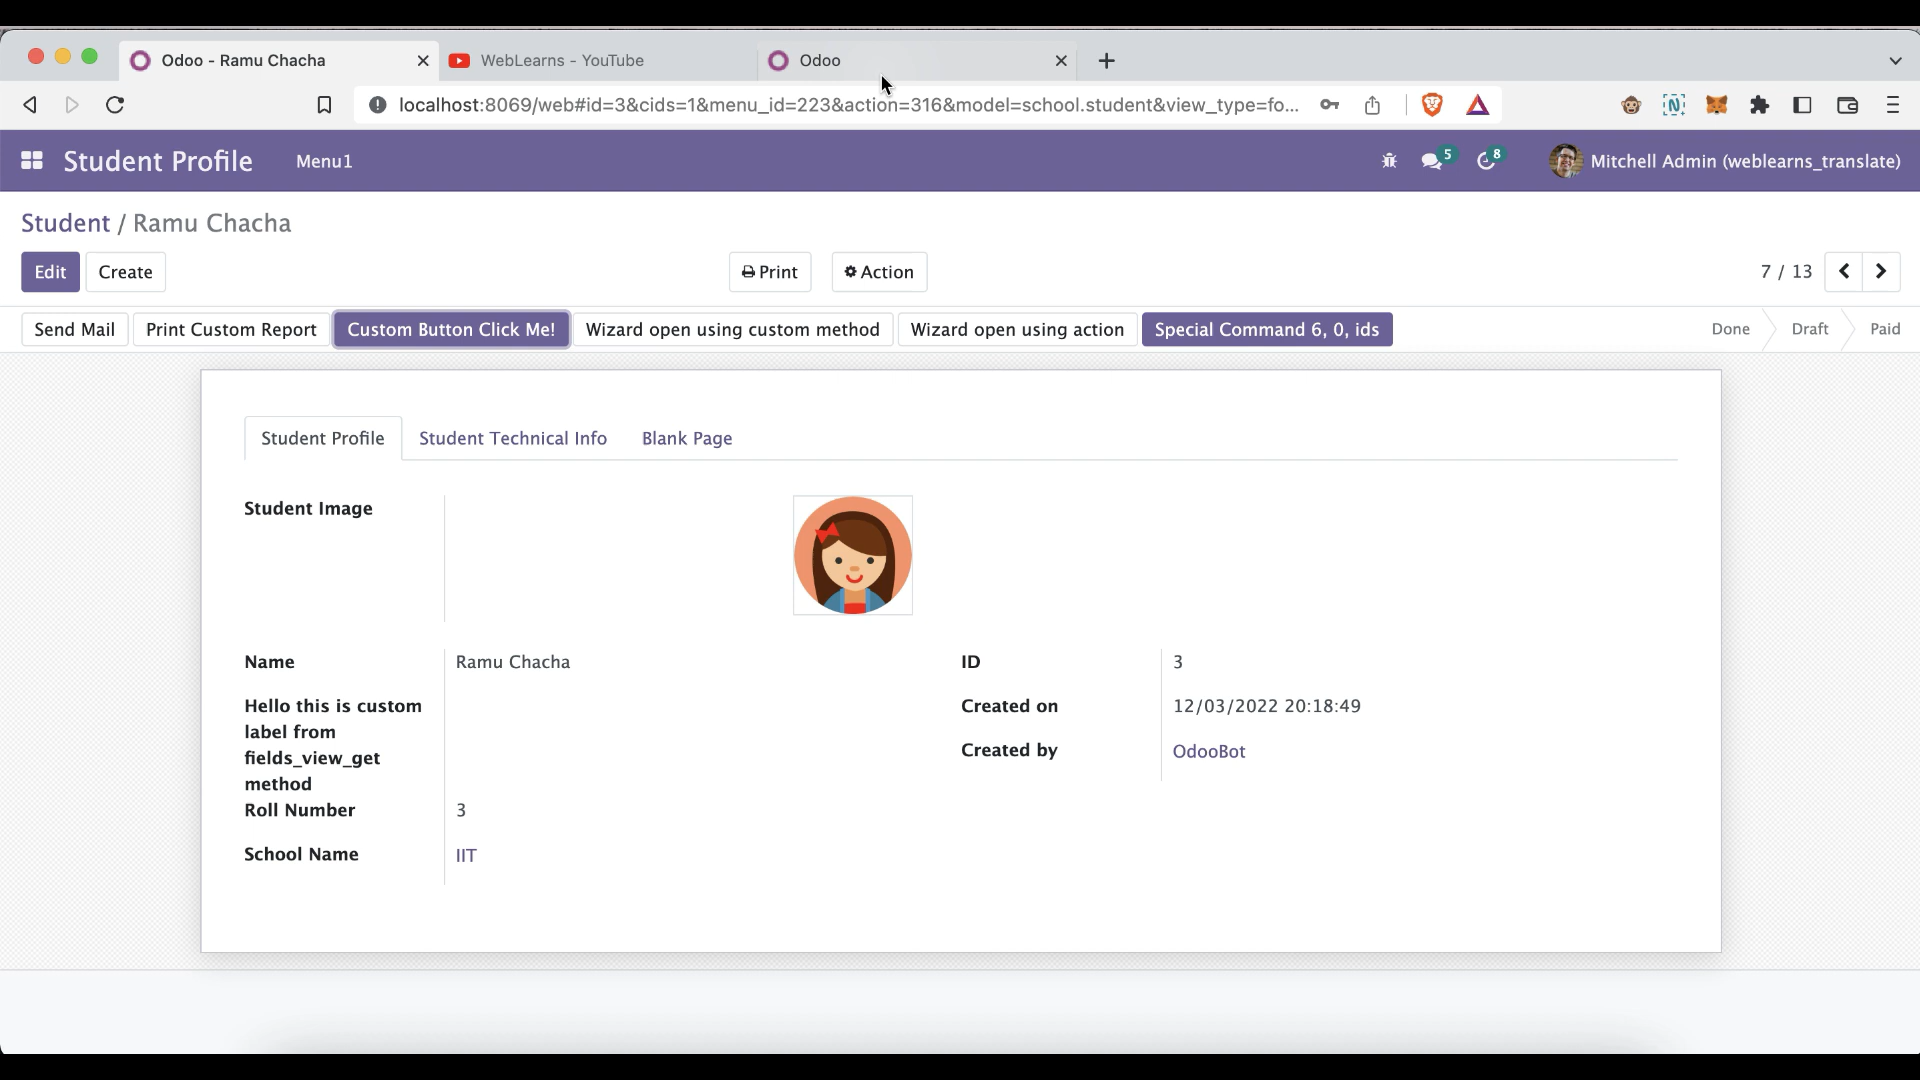 Odoo - Ramu Chacha
WebLearns - YouTube
Odoo
localhost:8069/web#id=3&cids=1&menu_id=223&action=316&model=school.student&view_type=fo...
Student Profile
Menu1
5
8
Mitchell Admin (weblearns_translate)
Student / Ramu Chacha
Edit
Create
Print
Action
7 / 13
Send Mail
Print Custom Report
Custom Button Click Me!
Wizard open using custom method
Wizard open using action
Special Command 6, 0, ids
Done
Draft
Paid
Student Profile
Student Technical Info
Blank Page
Student Image
Name
Ramu Chacha
Hello this is custom
label from
fields_view_get
method
Roll Number
3
School Name
IIT
ID
3
Created on
12/03/2022 20:18:49
Created by
OdooBot